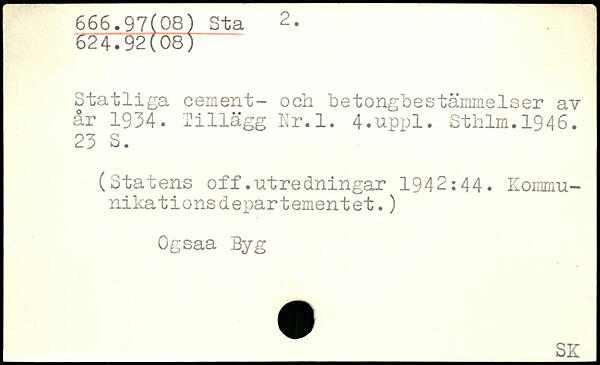 666.97(08) Sta 2.
624.92(08)
Statliga cement- och betongbestämmelser av
år 1934. Tillägg Nr.1. 4.uppl. Sthlm.1946.
23 S.
(Statens off.utredningar 1942:44. Kommu-
nikationsdepartementet.)
Ogsaa Byg
SK